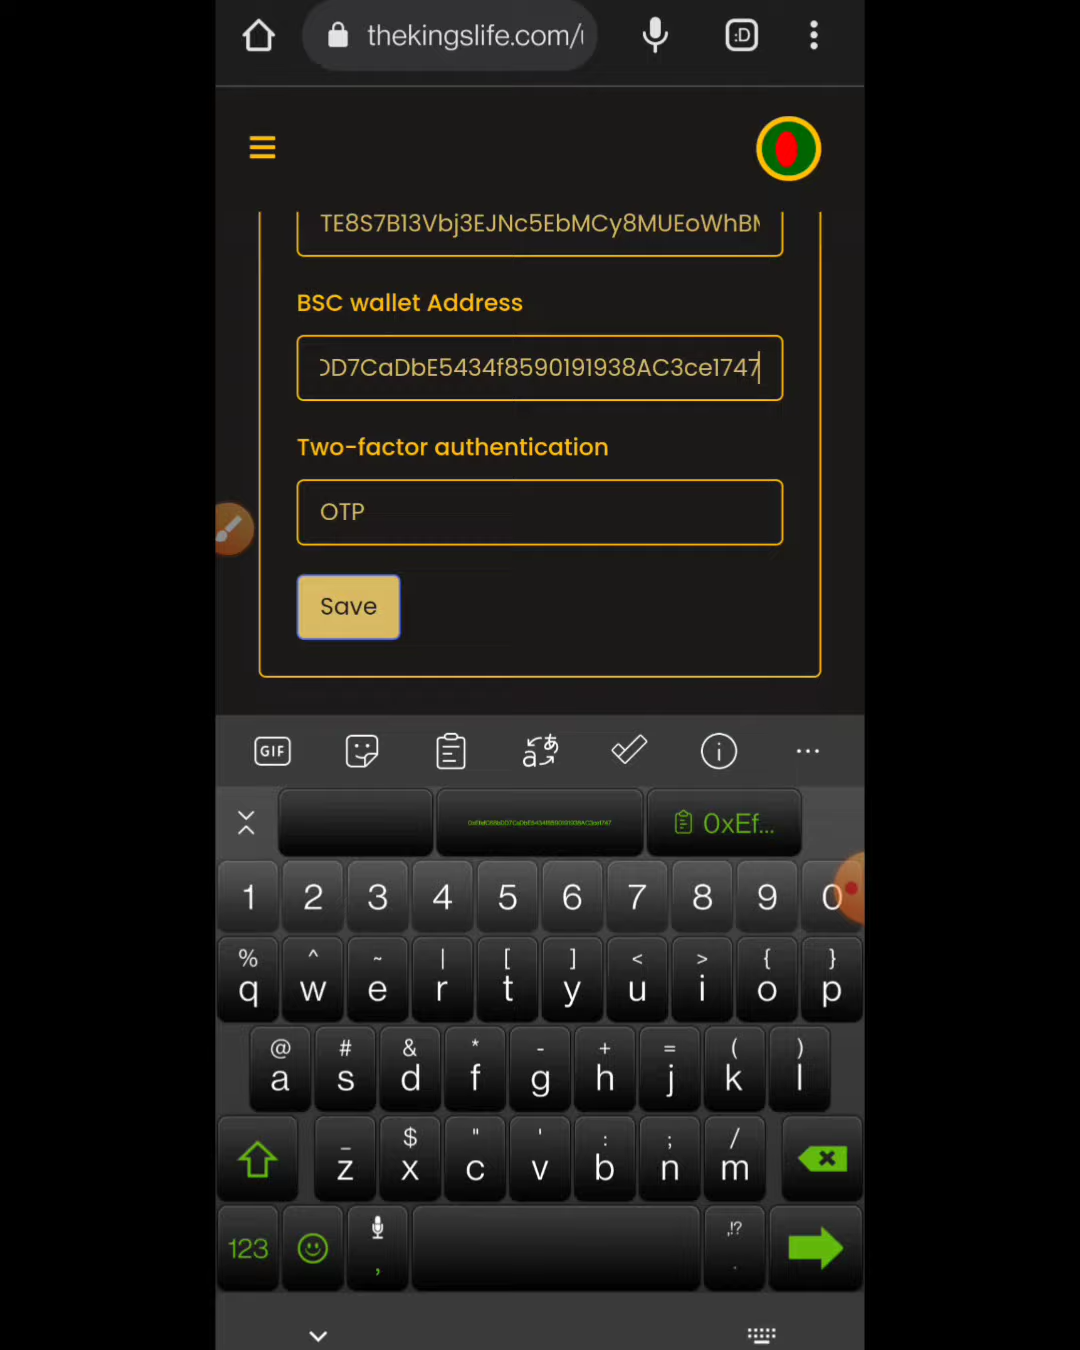 thekingslife.com/
:D
TE8S7B13Vbj3EJNc5EbMCy8MUEoWhB
BSC wallet Address
DD7CaDbE5434f8590191938AC3ce1747
Two-factor authentication
OTP
Save
GIF
0xEf...
1 2 3 4 5 6 7 8 9 0
% ^ ~ | [ ] < > { }
q w e r t y u i o p
@ # & * - + = ( )
a s d f g h j k l
_ $ " ' : ; /
z x c v b n m
,!?
123 , .